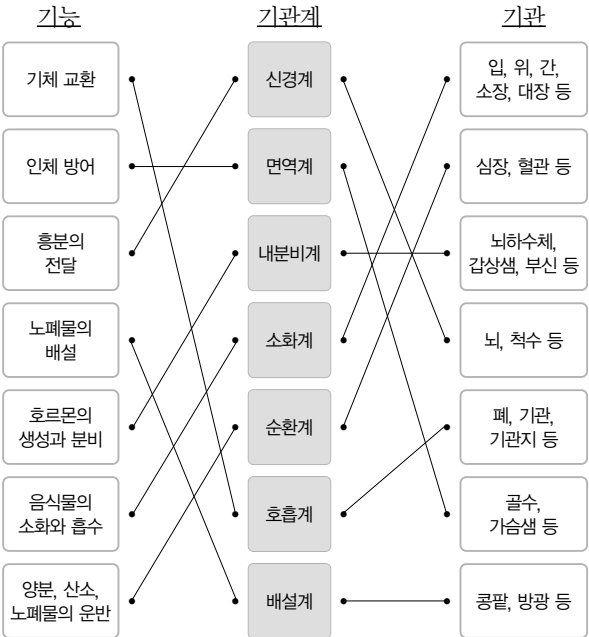 기능
기관계
기관
기체 교환
신경계
입, 위, 간,
소장, 대장 등
인체 방어
면역계
심장, 혈관 등
흥분의
전달
내분비계
뇌하수체,
갑상샘, 부신 등
노폐물의
배설
소화계
뇌, 척수 등
호르몬의
생성과 분비
순환계
폐, 기관,
기관지 등
음식물의
소화와 흡수
호흡계
골수,
가슴샘 등
양분, 산소,
노폐물의 운반
배설계
콩팥, 방광 등